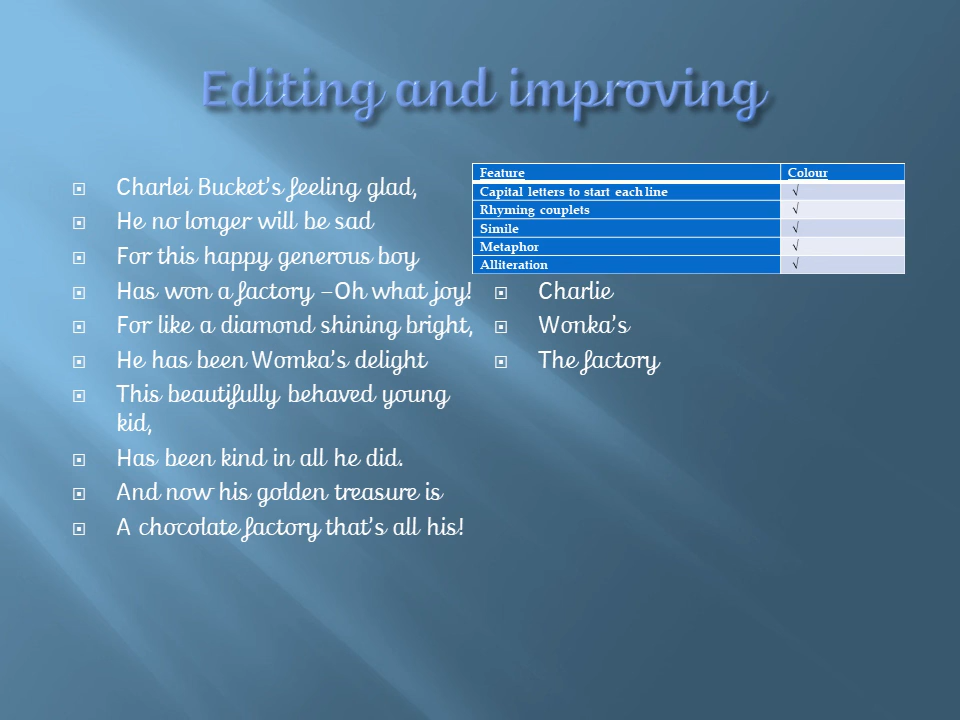 Editing and improving
Charlei Bucket's feeling glad,
He no longer will be sad
For this happy generous boy
Has won a factory –Oh what joy!
For like a diamond shining bright,
He has been Womka's delight
This beautifully behaved young
kid,
Has been kind in all he did.
And now his golden treasure is
A chocolate factory that's all his!
Feature Colour
Capital letters to start each line √
Rhyming couplets √
Simile √
Metaphor √
Alliteration √
Charlie
Wonka's
The factory